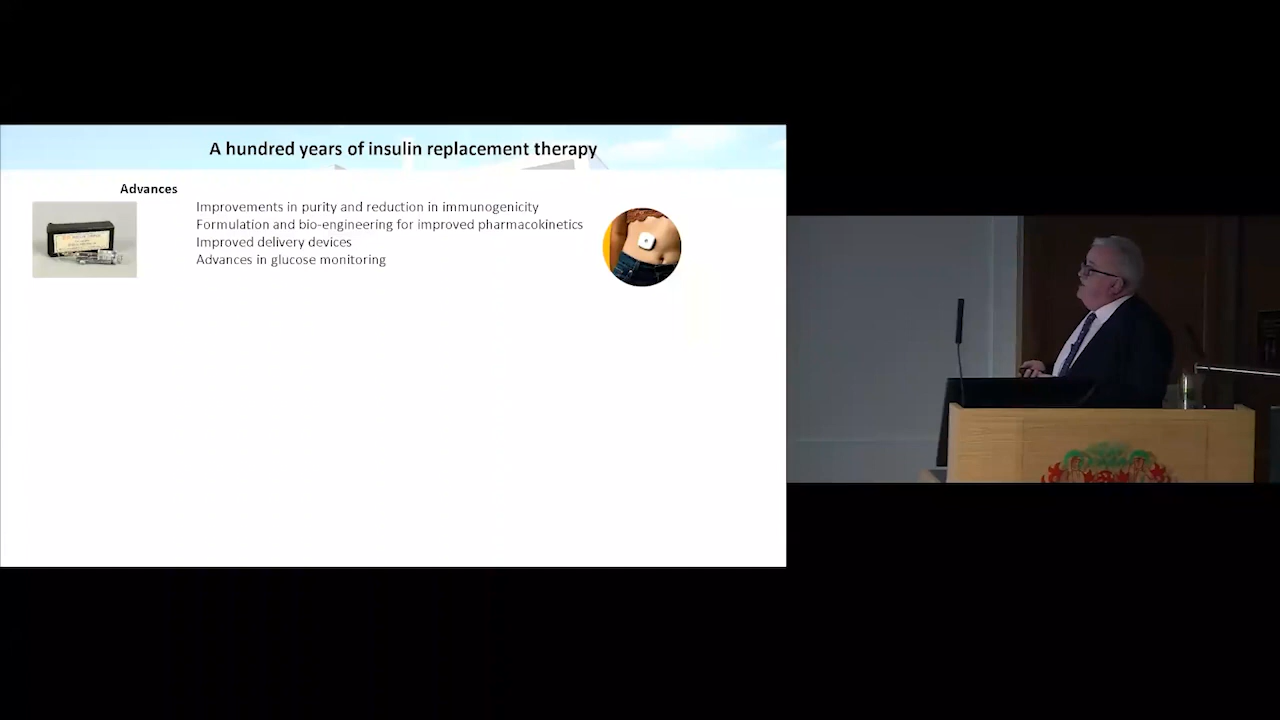 A hundred years of insulin replacement therapy
Advances
Improvements in purity and reduction in immunogenicity
Formulation and bio-engineering for improved pharmacokinetics
Improved delivery devices
Advances in glucose monitoring